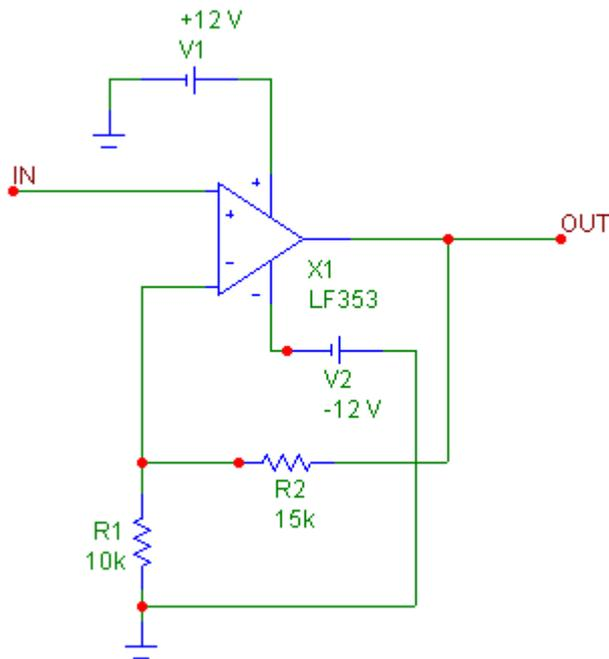 +12 V
V1
IN
+
+
-
-
OUT
X1
LF353
V2
-12 V
R2
15k
R1
10k